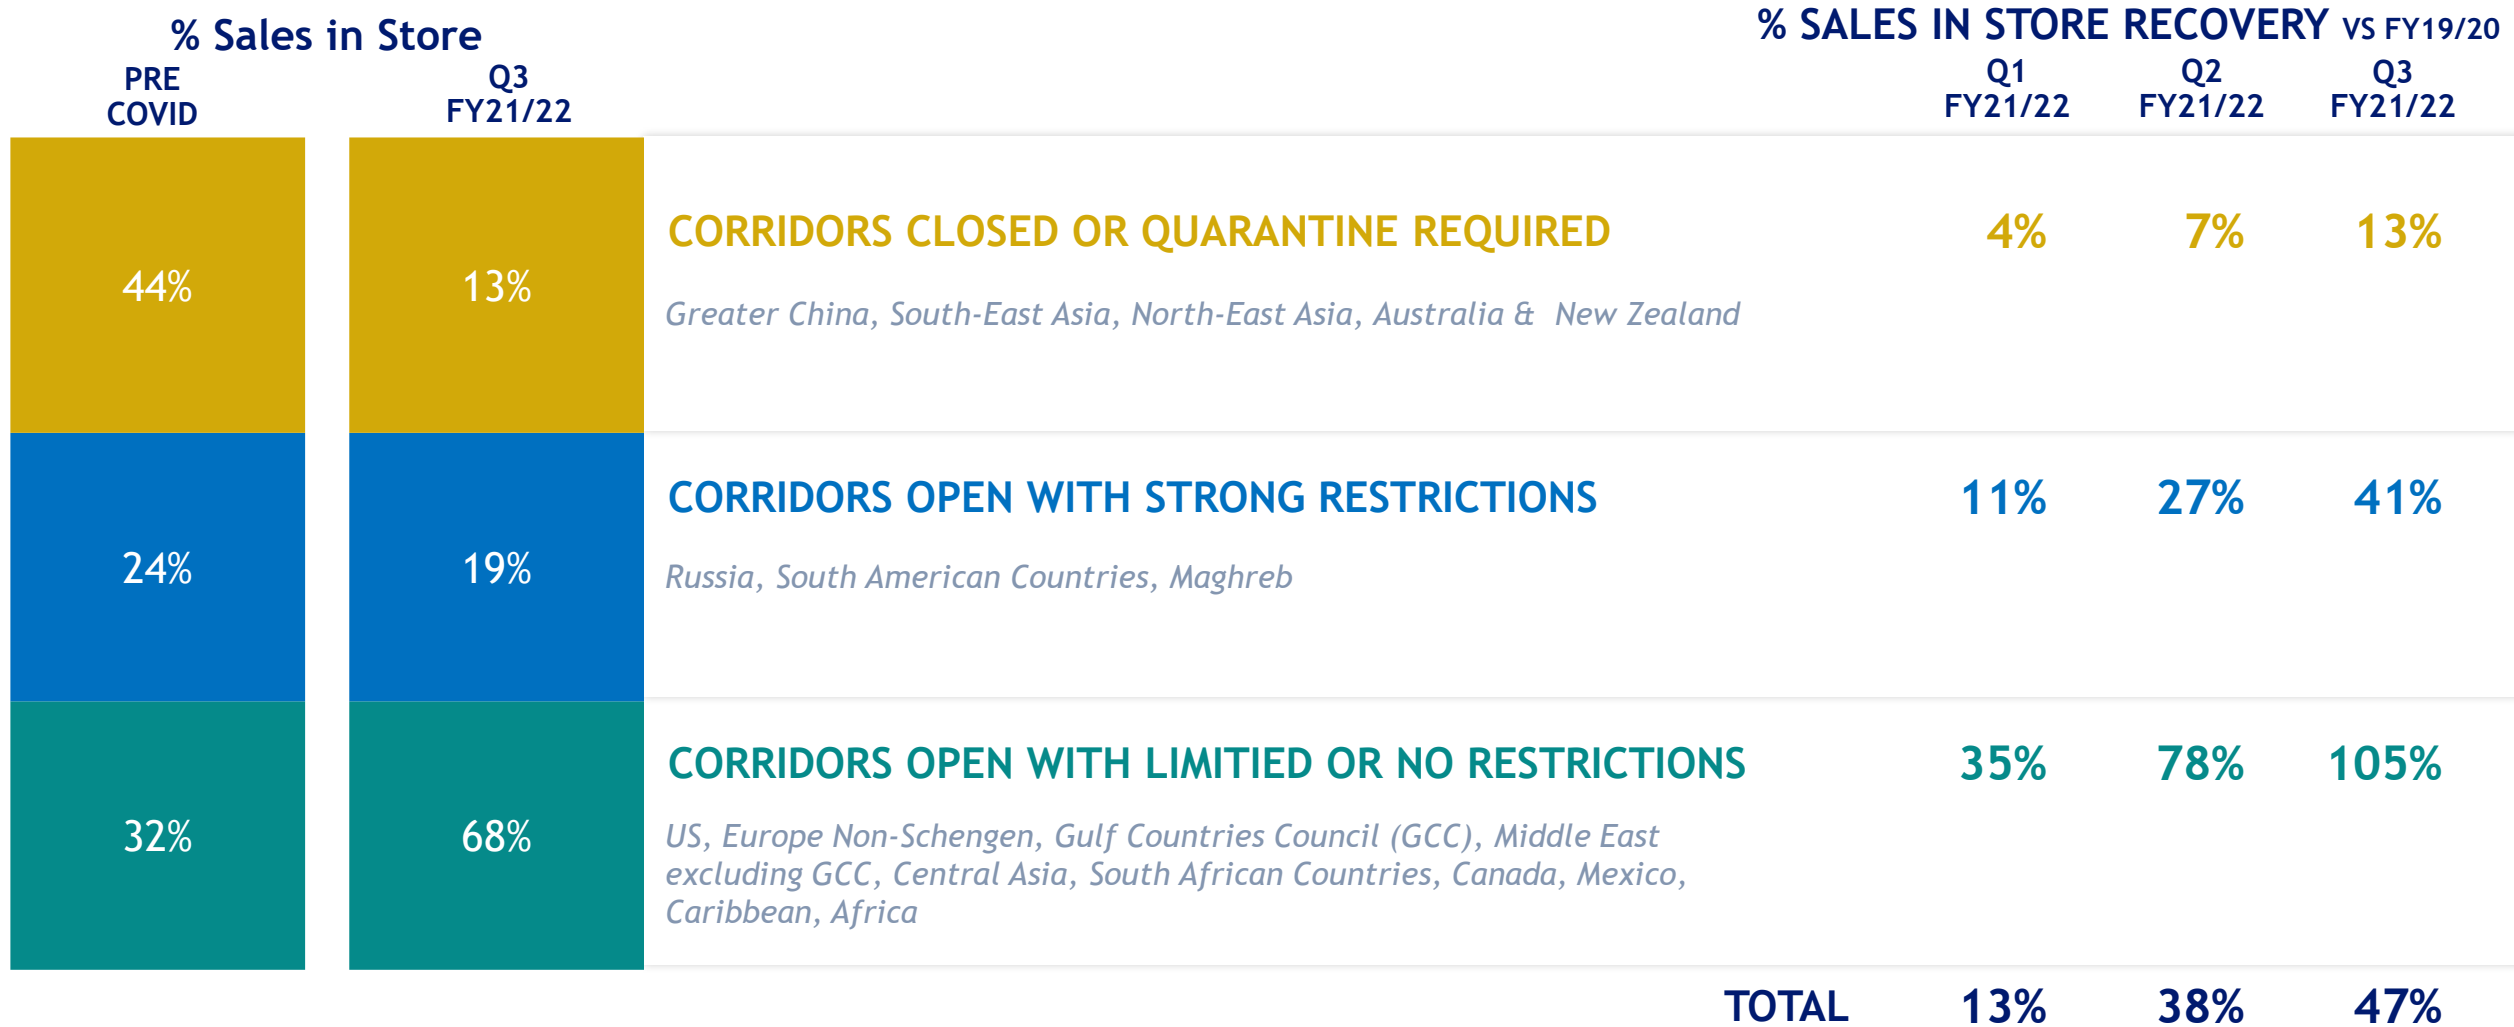 % Sales in Store
PRE
COVID
Q3
FY21/22
% SALES IN STORE RECOVERY VS FY19/20
Q1
FY21/22
Q2
FY21/22
Q3
FY21/22
44%
13%
CORRIDORS CLOSED OR QUARANTINE REQUIRED
4%
7%
13%
Greater China, South-East Asia, North-East Asia, Australia & New Zealand
24%
19%
CORRIDORS OPEN WITH STRONG RESTRICTIONS
11%
27%
41%
Russia, South American Countries, Maghreb
32%
68%
CORRIDORS OPEN WITH LIMITIED OR NO RESTRICTIONS
35%
78%
105%
US, Europe Non-Schengen, Gulf Countries Council (GCC), Middle East
excluding GCC, Central Asia, South African Countries, Canada, Mexico,
Caribbean, Africa
TOTAL
13%
38%
47%